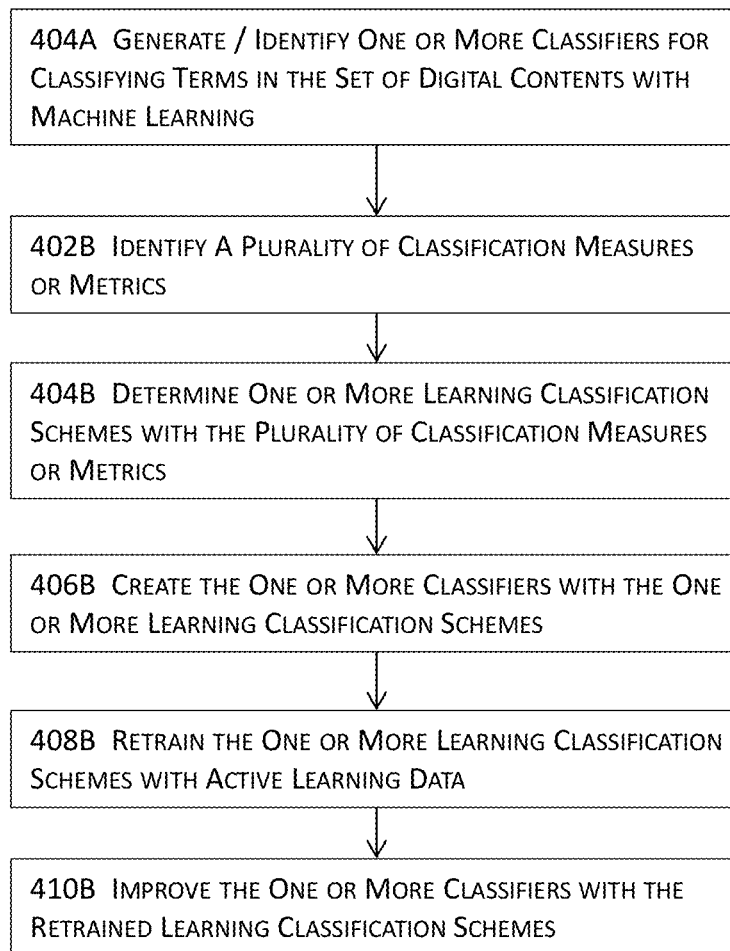 404A GENERATE / IDENTIFY ONE OR MORE CLASSIFIERS FOR
CLASSIFYING TERMS IN THE SET OF DIGITAL CONTENTS WITH
MACHINE LEARNING
402B IDENTIFY A PLURALITY OF CLASSIFICATION MEASURES
OR METRICS
404B DETERMINE ONE OR MORE LEARNING CLASSIFICATION
SCHEMES WITH THE PLURALITY OF CLASSIFICATION MEASURES
OR METRICS
406B CREATE THE ONE OR MORE CLASSIFIERS WITH THE ONE
OR MORE LEARNING CLASSIFICATION SCHEMES
408B RETRAIN THE ONE OR MORE LEARNING CLASSIFICATION
SCHEMES WITH ACTIVE LEARNING DATA
410B IMPROVE THE ONE OR MORE CLASSIFIERS WITH THE
RETRAINED LEARNING CLASSIFICATION SCHEMES